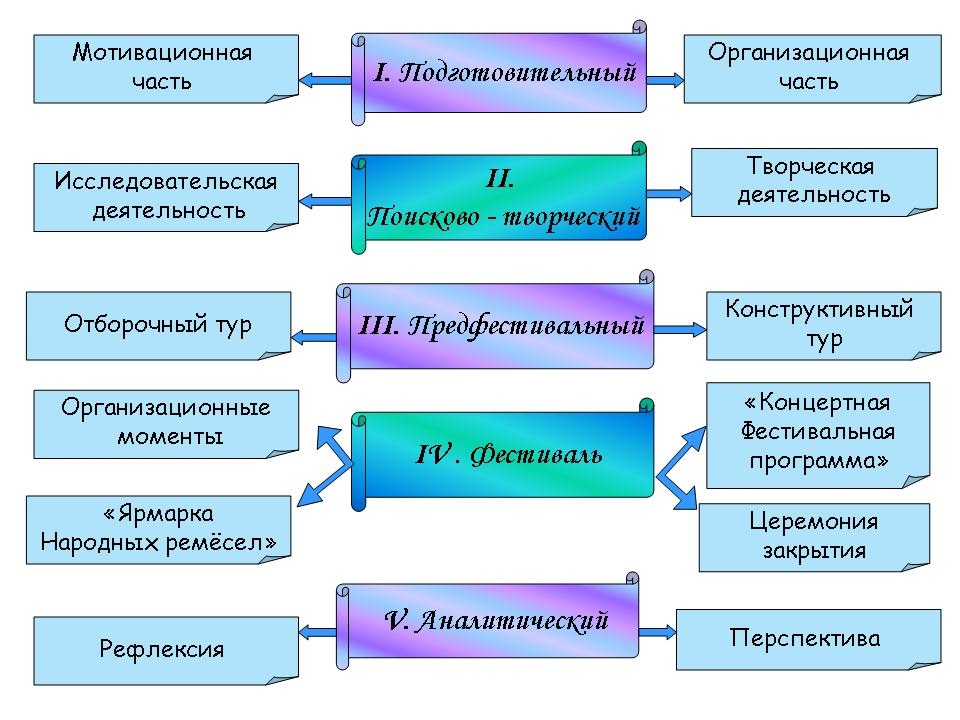 Мотивационная
часть
I. Подготовительный
Организационная
часть
Исследовательская
деятельность
II.
Поисково - творческий
Творческая
деятельность
Отборочный тур
III. Предфестивальный
Конструктивный
тур
Организационные
моменты
IV . Фестиваль
«Концертная
Фестивальная
программа»
«Ярмарка
Народных ремёсел»
Церемония
закрытия
Рефлексия
V. Аналитический
Перспектива